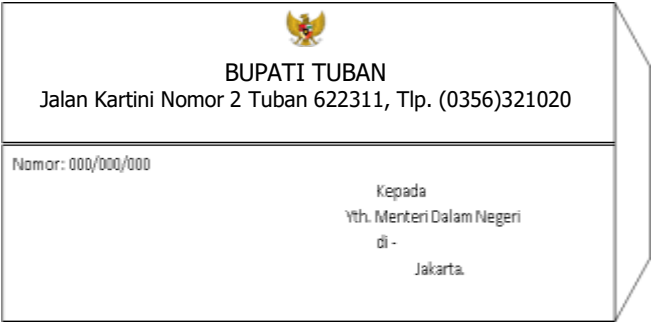 BUPATI TUBAN
Jalan Kartini Nomor 2 Tuban 622311, Tlp. (0356)321020
Nomor: 000/000/000
Kepada
Yth. Menteri Dalam Negeri
di -
Jakarta.